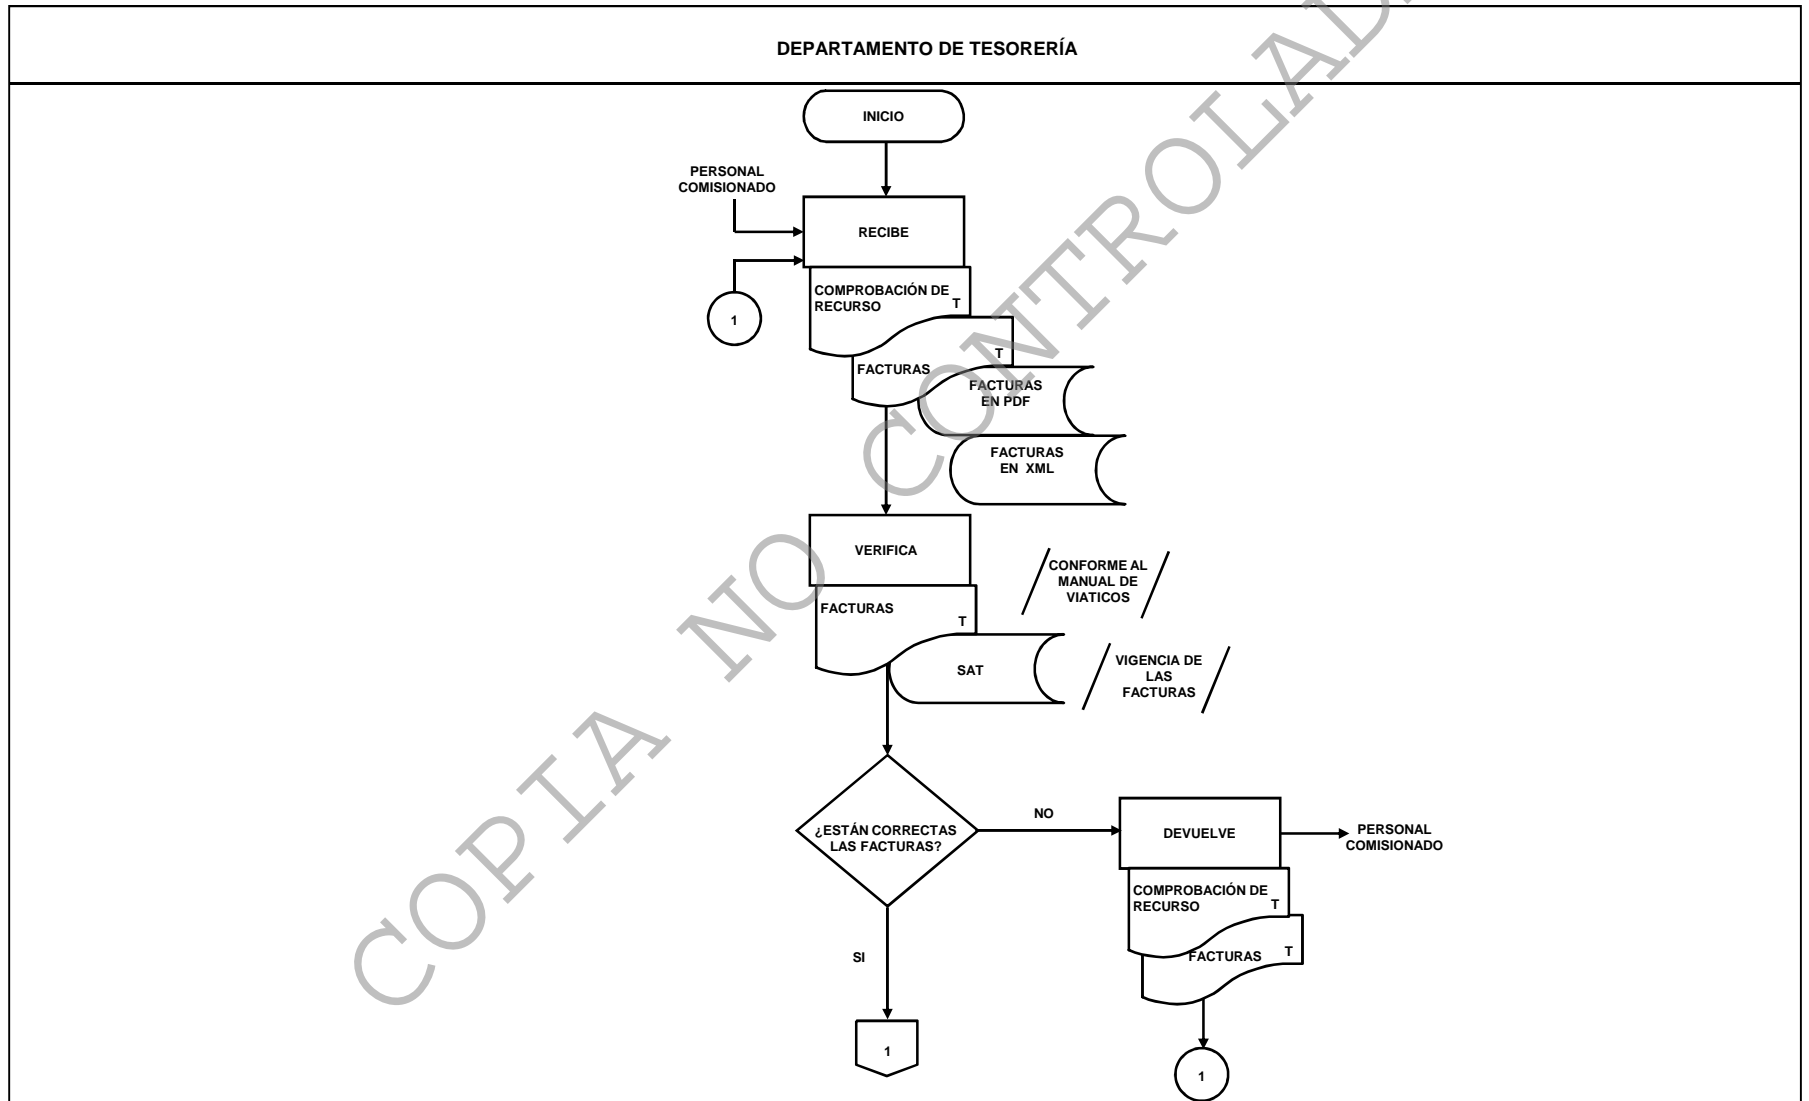 DEPARTAMENTO DE TESORERÍA
INICIO
PERSONAL
COMISIONADO
RECIBE
COMPROBACIÓN DE
RECURSO
T
1
T
FACTURAS
FACTURAS
EN PDF
FACTURAS
EN XML
VERIFICA
CONFORME AL
MANUAL DE
VIATICOS
FACTURAS
T
SAT
VIGENCIA DE
LAS
FACTURAS
¿ESTÁN CORRECTAS
LAS FACTURAS?
NO
DEVUELVE
PERSONAL
COMISIONADO
COMPROBACIÓN DE
RECURSO
T
FACTURAS
T
SI
1
1
COPIA NO CONTROLAD